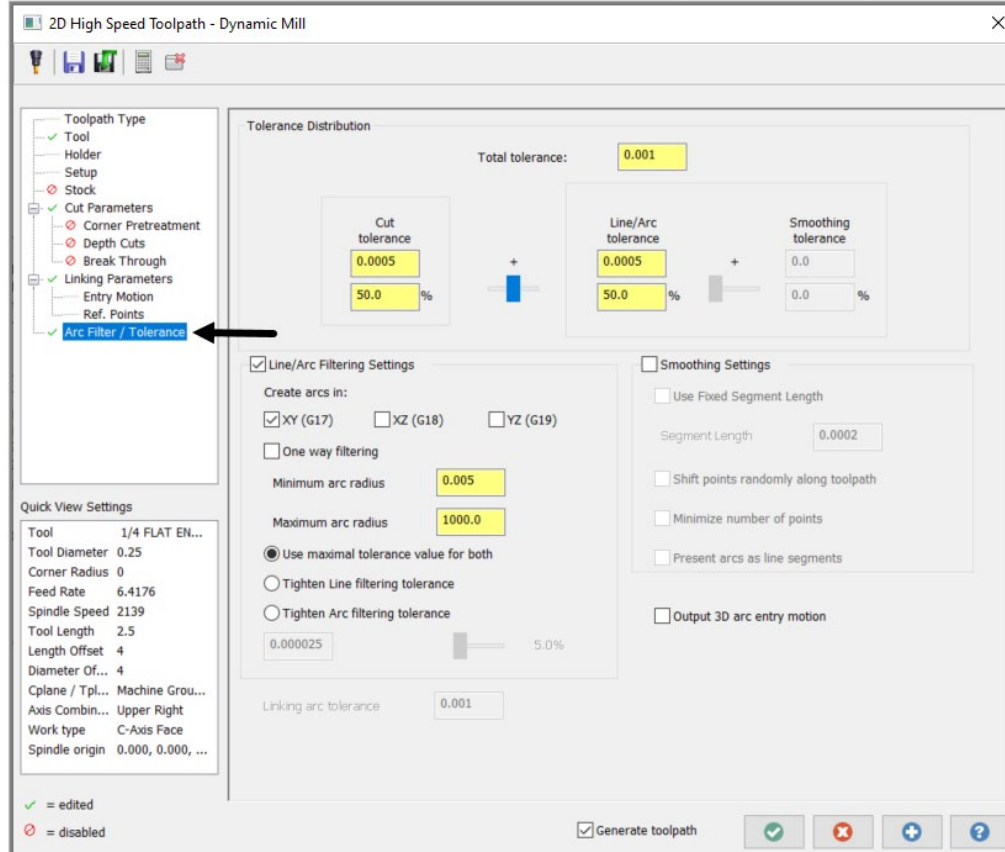 2D High Speed Toolpath - Dynamic Mill
Toolpath Type
Tool
Holder
Setup
Stock
Cut Parameters
Corner Pretreatment
Depth Cuts
Break Through
Linking Parameters
Entry Motion
Ref. Points
Arc Filter / Tolerance
Quick View Settings
Tool 1/4 FLAT EN...
Tool Diameter 0.25
Corner Radius 0
Feed Rate 6.4176
Spindle Speed 2139
Tool Length 2.5
Length Offset 4
Diameter Of... 4
Cplane / Tpl... Machine Grou...
Axis Combin... Upper Right
Work type C-Axis Face
Spindle origin 0.000, 0.000, ...
= edited
= disabled
Tolerance Distribution
Total tolerance: 0.001
Cut
tolerance
0.0005
50.0 %
+
Line/Arc
tolerance
0.0005
50.0 %
+
Smoothing
tolerance
0.0
0.0 %
Line/Arc Filtering Settings
Create arcs in:
XY (G17) XZ (G18) YZ (G19)
One way filtering
Minimum arc radius 0.005
Maximum arc radius 1000.0
Use maximal tolerance value for both
Tighten Line filtering tolerance
Tighten Arc filtering tolerance
0.000025 5.0%
Linking arc tolerance 0.001
Smoothing Settings
Use Fixed Segment Length
Segment Length 0.0002
Shift points randomly along toolpath
Minimize number of points
Present arcs as line segments
Output 3D arc entry motion
Generate toolpath